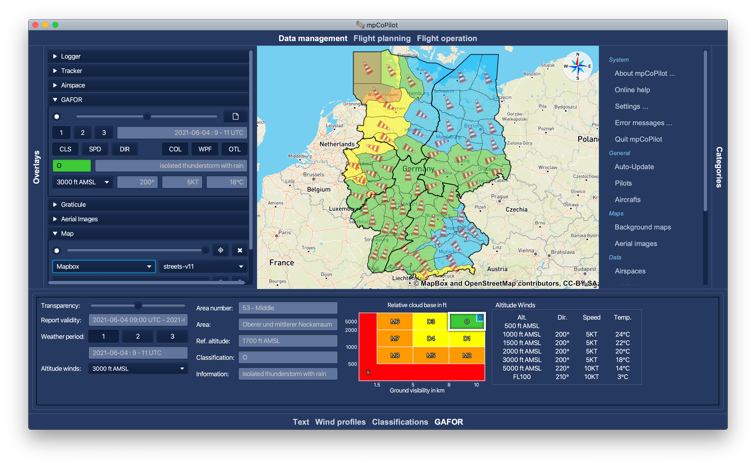 mpCoPilot
Data management Flight planning Flight operation
Overlays
Logger
Tracker
Airspace
GAFOR
1 2 3 2021-06-04 : 9 - 11 UTC
CLS SPD DIR COL WPF OTL
O isolated thunderstorm with rain
3000 ft AMSL 200° 5KT 18°C
Graticule
Aerial Images
Map
Mapbox streets-v11
N
W E
S
Netherlands
Belgium
Germany
Poland
Czechia
France
Austria
Łódź
Wrocław
Bratislava
© MapBox and OpenStreetMap contributors, CC-BY-SA
System
About mpCoPilot ...
Online help
Settings ...
Error messages ...
Quit mpCoPilot
General
Auto-Update
Pilots
Aircrafts
Maps
Background maps
Aerial images
Data
Airspaces
Categories
Transparency:
Report validity: 2021-06-04 09:00 UTC - 2021-
Weather period: 1 2 3
2021-06-04 : 9 - 11 UTC
Altitude winds: 3000 ft AMSL
Area number: 53 - Middle
Area: Oberer und mittlerer Neckarraum
Ref. altitude: 1700 ft AMSL
Classification: O
Information: isolated thunderstorm with rain
Relative cloud base in ft
5000
2000
1000
500
M6 D3 O
M7 D4 D1
M8 M5 M2
X
1.5 5 8 10
Ground visibility in km
Altitude Winds
Alt. Dir. Speed Temp.
500 ft AMSL
1000 ft AMSL 200° 5KT 24°C
1500 ft AMSL 200° 5KT 22°C
2000 ft AMSL 200° 5KT 20°C
3000 ft AMSL 200° 5KT 18°C
5000 ft AMSL 220° 10KT 14°C
FL100 210° 10KT 3°C
Text Wind profiles Classifications GAFOR